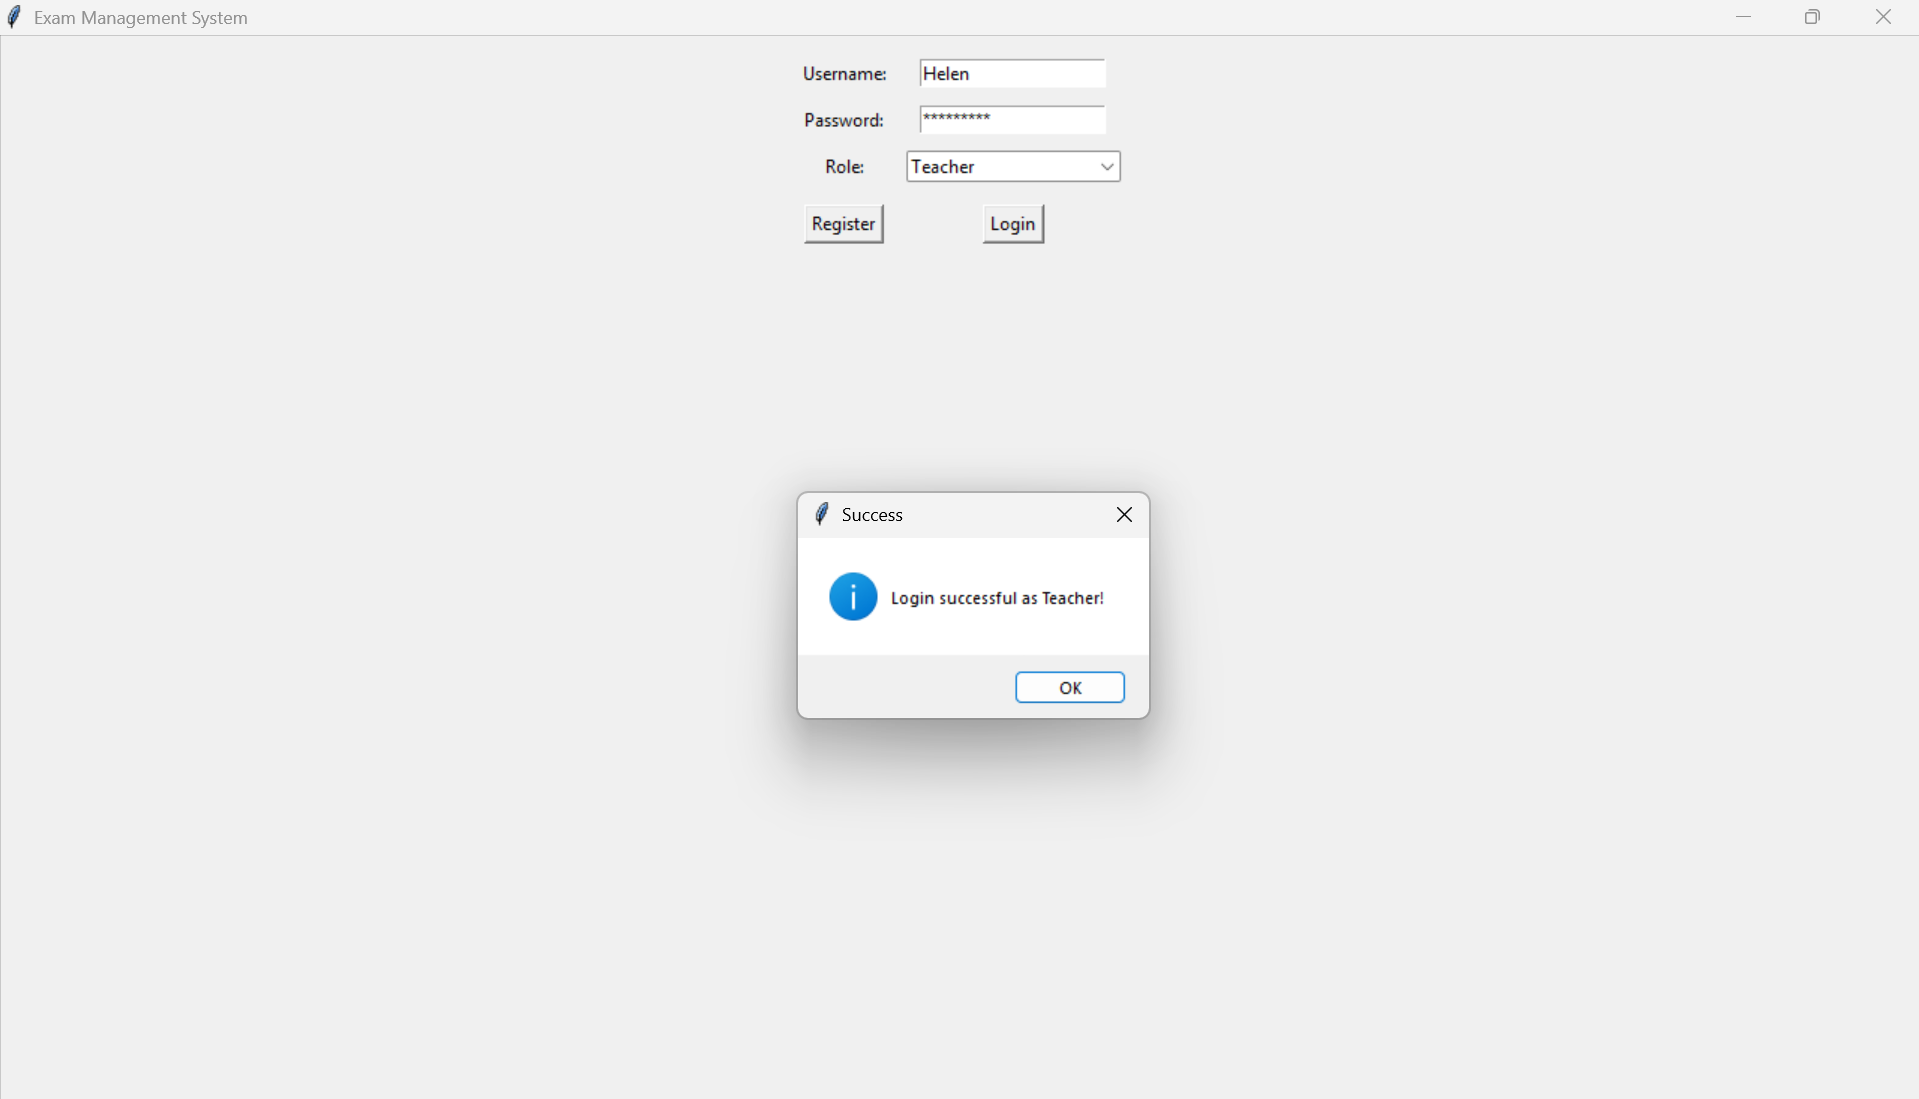 Exam Management System
Username: Helen
Password: *********
Role: Teacher
Register Login
Success
Login successful as Teacher!
OK